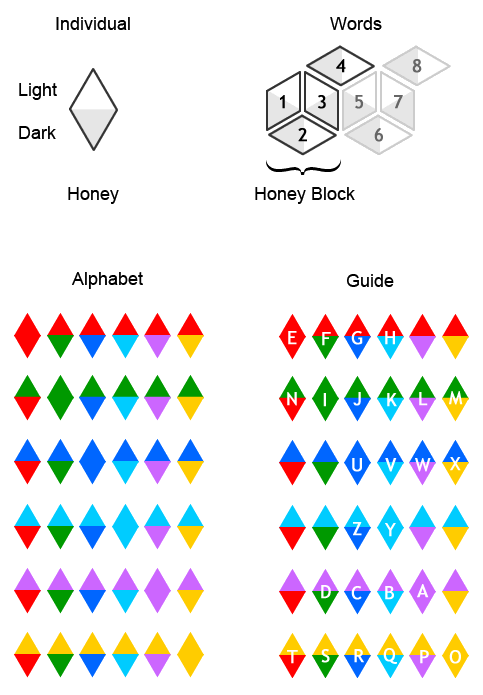 Individual
Words
Light
Dark
4 8
1 3 5 7
2 6
Honey
Honey Block
Alphabet
Guide
E F G H
N I J K L M
U V W X
Z Y
D C B A
T S R Q P O